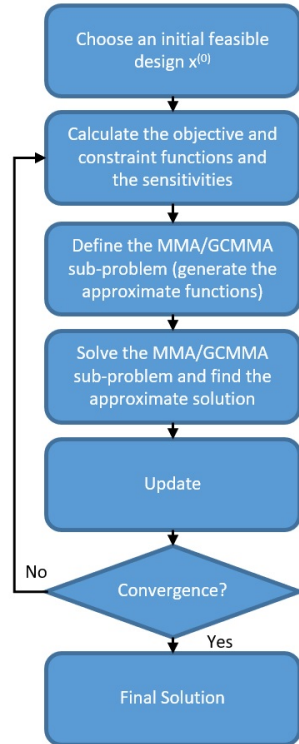 Choose an initial feasible
design x⁽⁰⁾
Calculate the objective and
constraint functions and
the sensitivities
Define the MMA/GCMMA
sub-problem (generate the
approximate functions)
Solve the MMA/GCMMA
sub-problem and find the
approximate solution
Update
No
Convergence?
Yes
Final Solution